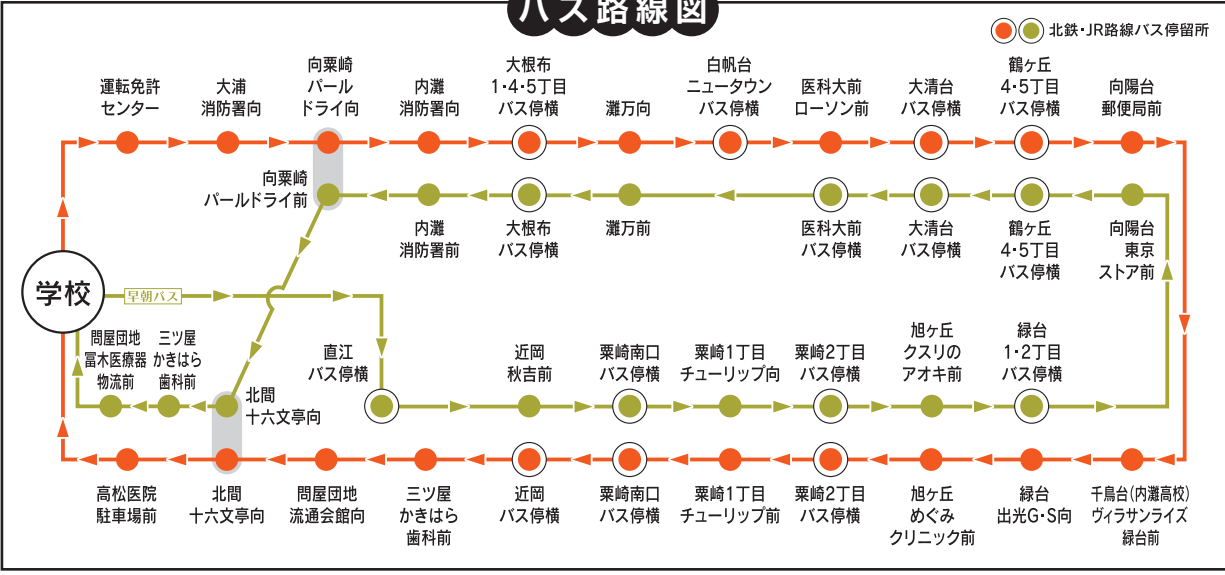 バス路線図
北鉄・JR路線バス停留所
運転免許
センター
大浦
消防署向
向粟崎
パール
ドライ向
内灘
消防署向
大根布
1・4・5丁目
バス停横
灘万向
白帆台
ニュータウン
バス停横
医科大前
ローソン前
大清台
バス停横
鶴ヶ丘
4・5丁目
バス停横
向陽台
郵便局前
向粟崎
パールドライ前
内灘
消防署前
大根布
バス停横
灘万前
医科大前
バス停横
大清台
バス停横
鶴ヶ丘
4・5丁目
バス停横
向陽台
東京
ストア前
学校
早朝バス
問屋団地
冨木医療器
物流前
三ツ屋
かきはら
歯科前
北間
十六文亭向
直江
バス停横
近岡
秋吉前
粟崎南口
バス停横
粟崎1丁目
チューリップ向
粟崎2丁目
バス停横
旭ヶ丘
クスリの
アオキ前
緑台
1・2丁目
バス停横
高松医院
駐車場前
北間
十六文亭向
問屋団地
流通会館向
三ツ屋
かきはら
歯科前
近岡
バス停横
粟崎南口
バス停横
粟崎1丁目
チューリップ前
粟崎2丁目
バス停横
旭ヶ丘
めぐみ
クリニック前
緑台
出光G・S向
千鳥台(内灘高校)
ヴィラサンライズ
緑台前